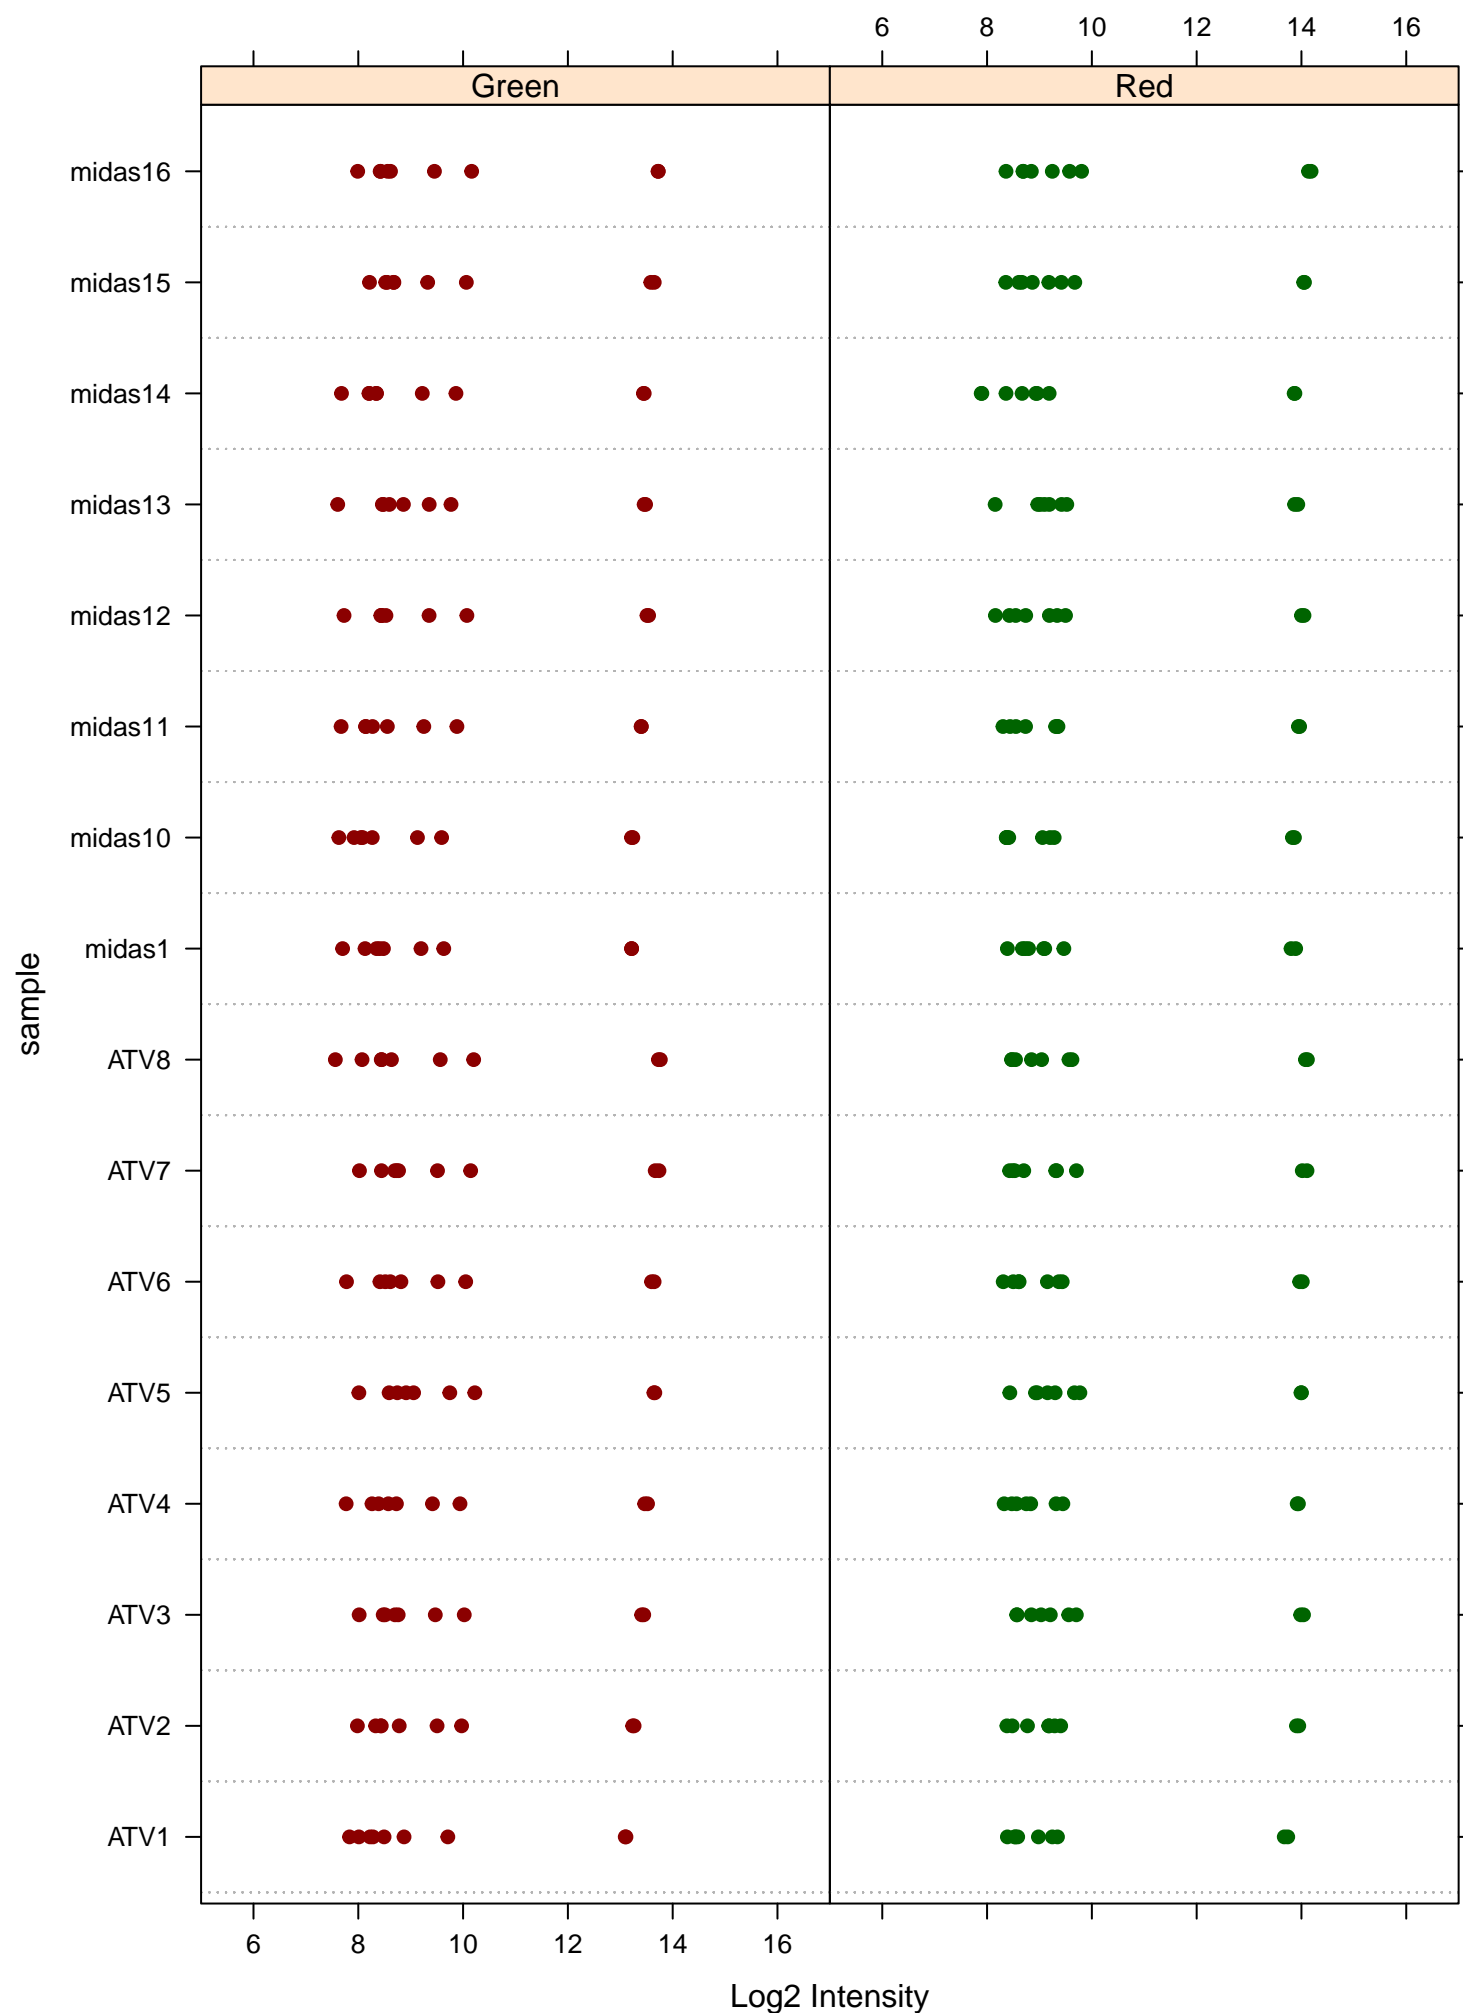 6 8 10 12 14 16
Green Red
midas16
midas15
midas14
midas13
midas12
midas11
midas10
midas1
ATV8
ATV7
ATV6
ATV5
ATV4
ATV3
ATV2
ATV1
sample
6 8 10 12 14 16
Log2 Intensity